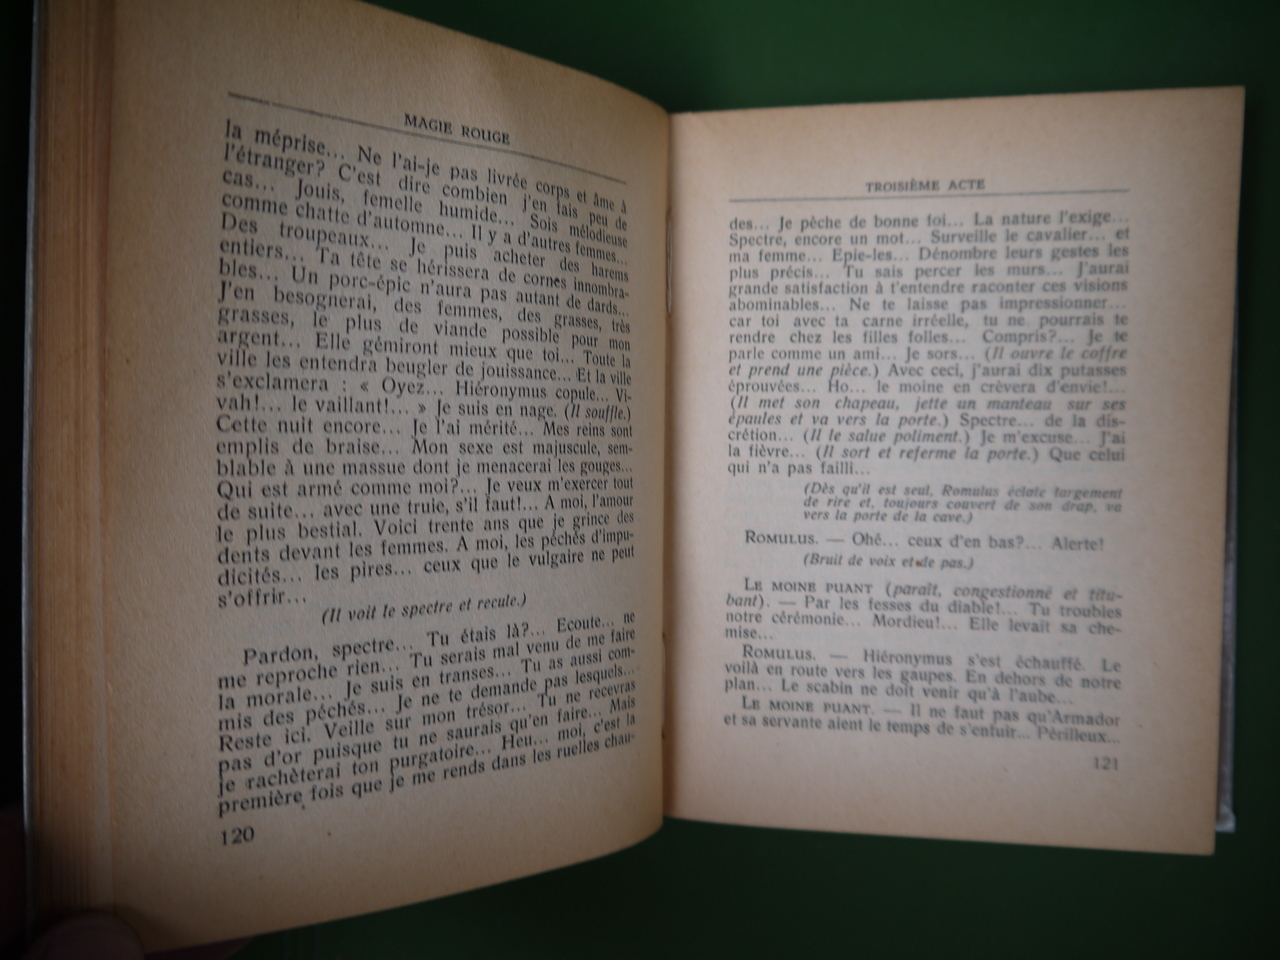 MAGIE ROUGE
la méprise... Ne l'ai-je pas livrée corps et âme à
l'étranger? C'est dire combien j'en fais peu de
cas... Jouis, femelle humide... Sois mélodieuse
comme chatte d'automne... Il y a d'autres femmes...
Des troupeaux... Je puis acheter des harems
entiers... Ta tête se hérissera de cornes innombra-
bles... Un porc-épic n'aura pas autant de dards...
J'en besognerai, des femmes, des grasses, très
grasses, le plus de viande possible pour mon
argent... Elle gémiront mieux que toi... Toute la
ville les entendra beugler de jouissance... Et la ville
s'exclamera : « Oyez... Hiéronymus copule... Vi-
vah!... le vaillant!... » Je suis en nage. (Il souffle.)
Cette nuit encore... Je l'ai mérité... Mes reins sont
emplis de braise... Mon sexe est majuscule, sem-
blable à une massue dont je menacerai les gouges...
Qui est armé comme moi?... Je veux m'exercer tout
de suite... avec une truie, s'il faut!... A moi, l'amour
le plus bestial. Voici trente ans que je grince des
dents devant les femmes. A moi, les péchés d'impu-
dicités... les pires... ceux que le vulgaire ne peut
s'offrir...
(Il voit le spectre et recule.)
Pardon, spectre... Tu étais là?... Ecoute... ne
me reproche rien... Tu serais mal venu de me faire
la morale... Je suis en transes... Tu as aussi com-
mis des péchés... Je ne te demande pas lesquels...
Reste ici. Veille sur mon trésor... Tu ne recevras
pas d'or puisque tu ne saurais qu'en faire... Mais
je rachèterai ton purgatoire... Heu... moi, c'est la
première fois que je me rends dans les ruelles chau-
120
TROISIÈME ACTE
des... Je pèche de bonne foi... La nature l'exige...
Spectre, encore un mot... Surveille le cavalier... et
ma femme... Epie-les... Dénombre leurs gestes les
plus précis... Tu sais percer les murs... J'aurai
grande satisfaction à t'entendre raconter ces visions
abominables... Ne te laisse pas impressionner...
car toi avec ta carne irréelle, tu ne pourrais te
rendre chez les filles folles... Compris?... Je te
parle comme un ami... Je sors... (Il ouvre le coffre
et prend une pièce.) Avec ceci, j'aurai dix putasses
éprouvées... Ho... le moine en crèvera d'envie!...
(Il met son chapeau, jette un manteau sur ses
épaules et va vers la porte.) Spectre... de la dis-
crétion... (Il le salue poliment.) Je m'excuse... J'ai
la fièvre... (Il sort et referme la porte.) Que celui
qui n'a pas failli...
(Dès qu'il est seul, Romulus éclate largement
de rire et, toujours couvert de son drap, va
vers la porte de la cave.)
ROMULUS. — Ohé... ceux d'en bas?... Alerte!
(Bruit de voix et de pas.)
LE MOINE PUANT (paraît, congestionné et titu-
bant). — Par les fesses du diable!... Tu troubles
notre cérémonie... Mordieu!... Elle levait sa che-
mise...
ROMULUS. — Hiéronymus s'est échauffé. Le
voilà en route vers les gaupes. En dehors de notre
plan... Le scabin ne doit venir qu'à l'aube...
LE MOINE PUANT. — Il ne faut pas qu'Armador
et sa servante aient le temps de s'enfuir... Périlleux...
121